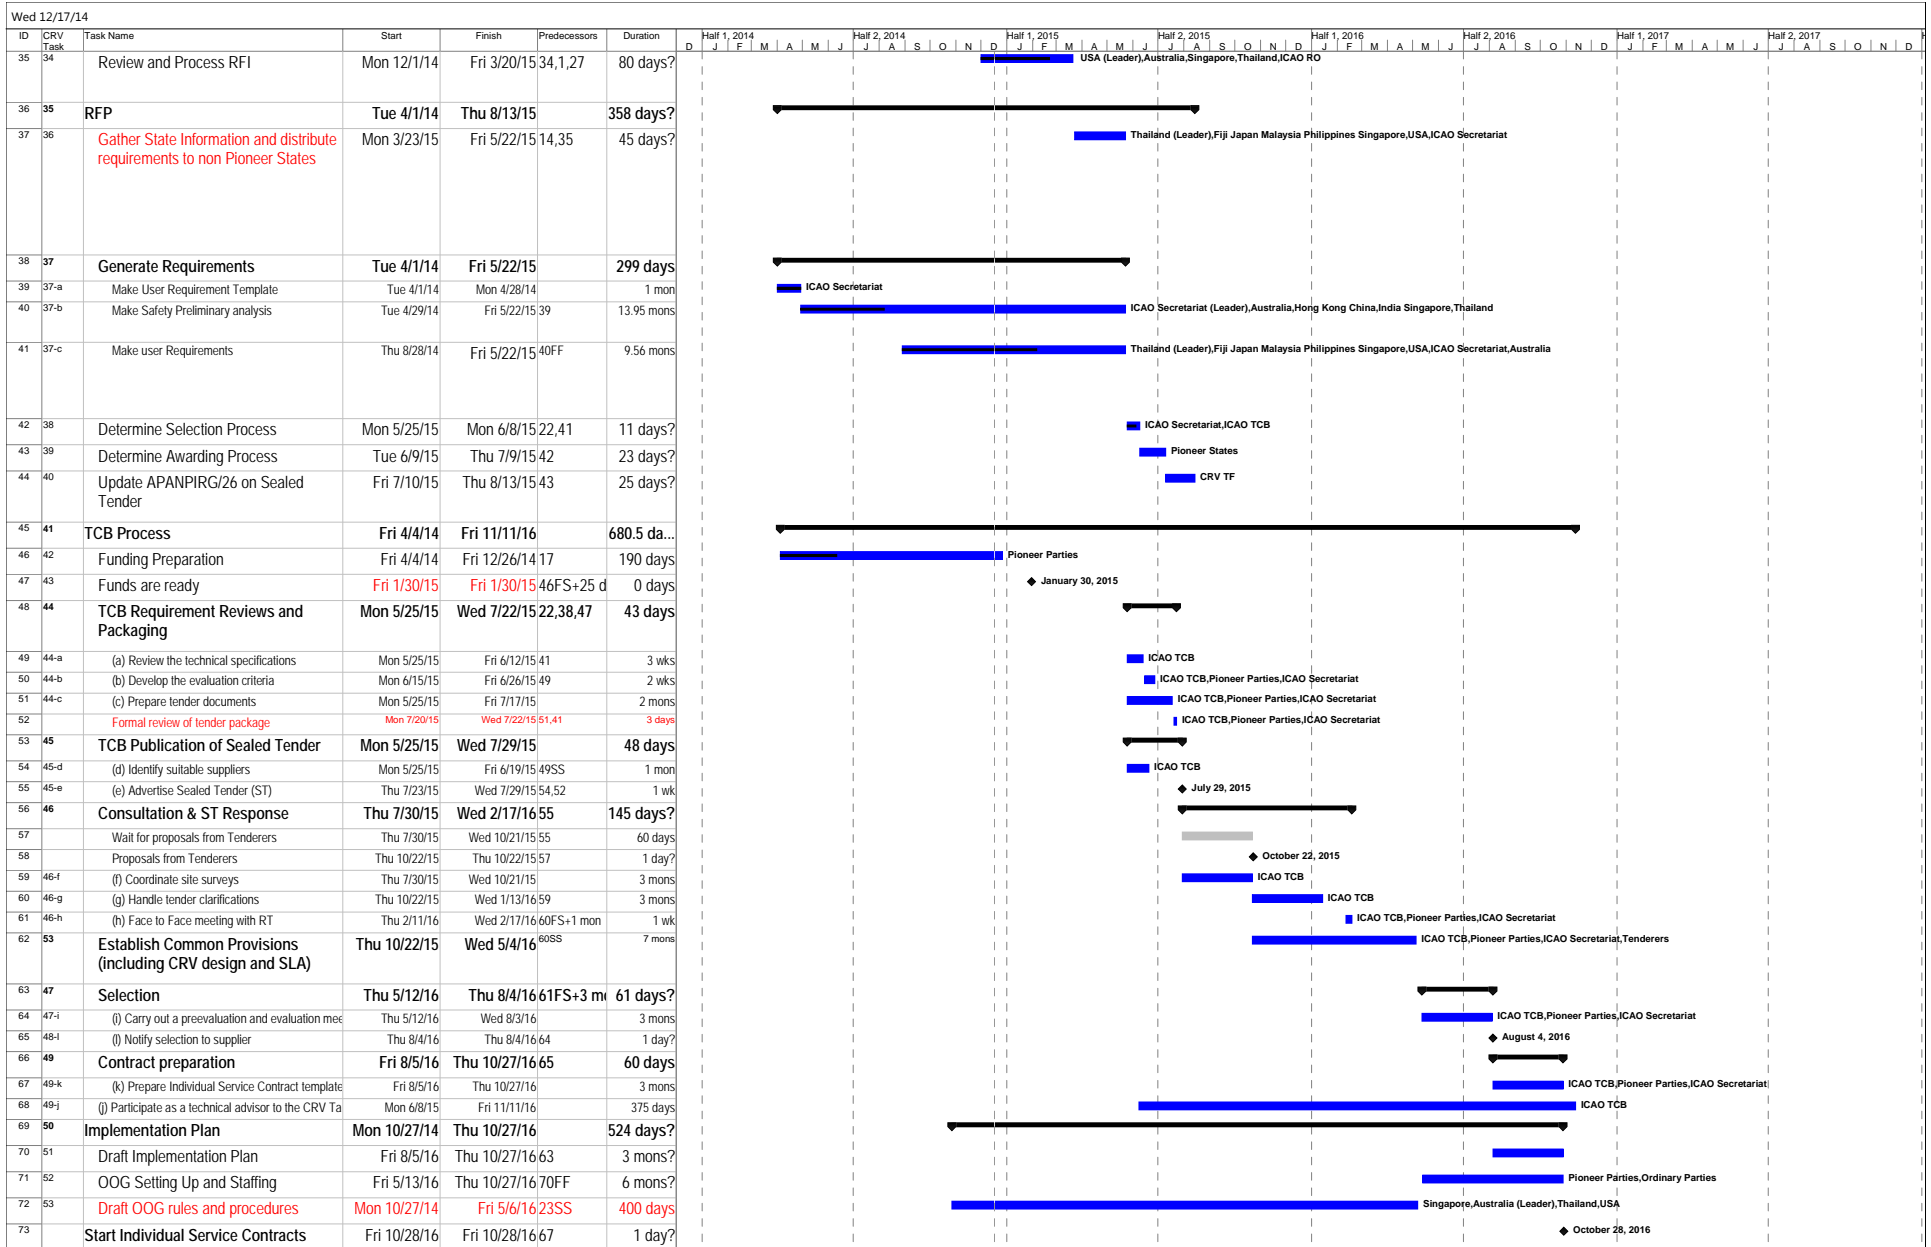 Wed 12/17/14
ID CRV Task Task Name Start Finish Predecessors Duration
Half 1, 2014 Half 2, 2014 Half 1, 2015 Half 2, 2015 Half 1, 2016 Half 2, 2016 Half 1, 2017 Half 2, 2017
D J F M A M J J A S O N D J F M A M J J A S O N D J F M A M J J A S O N D J F M A M J J A S O N D
35 34 Review and Process RFI Mon 12/1/14 Fri 3/20/15 34,1,27 80 days? USA (Leader),Australia,Singapore,Thailand,ICAO RO
36 35 RFP Tue 4/1/14 Thu 8/13/15 358 days?
37 36 Gather State Information and distribute Mon 3/23/15 Fri 5/22/15 14,35 45 days? Thailand (Leader),Fiji Japan Malaysia Philippines Singapore,USA,ICAO Secretariat
requirements to non Pioneer States
38 37 Generate Requirements Tue 4/1/14 Fri 5/22/15 299 days
39 37-a Make User Requirement Template Tue 4/1/14 Mon 4/28/14 1 mon ICAO Secretariat
40 37-b Make Safety Preliminary analysis Tue 4/29/14 Fri 5/22/15 39 13.95 mons ICAO Secretariat (Leader),Australia,Hong Kong China,India Singapore,Thailand
41 37-c Make user Requirements Thu 8/28/14 Fri 5/22/15 40FF 9.56 mons Thailand (Leader),Fiji Japan Malaysia Philippines Singapore,USA,ICAO Secretariat,Australia
42 38 Determine Selection Process Mon 5/25/15 Mon 6/8/15 22,41 11 days? ICAO Secretariat,ICAO TCB
43 39 Determine Awarding Process Tue 6/9/15 Thu 7/9/15 42 23 days? Pioneer States
44 40 Update APANPIRG/26 on Sealed Fri 7/10/15 Thu 8/13/15 43 25 days? CRV TF
Tender
45 41 TCB Process Fri 4/4/14 Fri 11/11/16 680.5 da...
46 42 Funding Preparation Fri 4/4/14 Fri 12/26/14 17 190 days Pioneer Parties
47 43 Funds are ready Fri 1/30/15 Fri 1/30/15 46FS+25 d 0 days January 30, 2015
48 44 TCB Requirement Reviews and Mon 5/25/15 Wed 7/22/15 22,38,47 43 days
Packaging
49 44-a (a) Review the technical specifications Mon 5/25/15 Fri 6/12/15 41 3 wks ICAO TCB
50 44-b (b) Develop the evaluation criteria Mon 6/15/15 Fri 6/26/15 49 2 wks ICAO TCB,Pioneer Parties,ICAO Secretariat
51 44-c (c) Prepare tender documents Mon 5/25/15 Fri 7/17/15 2 mons ICAO TCB,Pioneer Parties,ICAO Secretariat
52 Formal review of tender package Mon 7/20/15 Wed 7/22/15 51,41 3 days ICAO TCB,Pioneer Parties,ICAO Secretariat
53 45 TCB Publication of Sealed Tender Mon 5/25/15 Wed 7/29/15 48 days
54 45-d (d) Identify suitable suppliers Mon 5/25/15 Fri 6/19/15 49SS 1 mon ICAO TCB
55 45-e (e) Advertise Sealed Tender (ST) Thu 7/23/15 Wed 7/29/15 54,52 1 wk July 29, 2015
56 46 Consultation & ST Response Thu 7/30/15 Wed 2/17/16 55 145 days?
57 Wait for proposals from Tenderers Thu 7/30/15 Wed 10/21/15 55 60 days
58 Proposals from Tenderers Thu 10/22/15 Thu 10/22/15 57 1 day? October 22, 2015
59 46-f (f) Coordinate site surveys Thu 7/30/15 Wed 10/21/15 3 mons ICAO TCB
60 46-g (g) Handle tender clarifications Thu 10/22/15 Wed 1/13/16 59 3 mons ICAO TCB
61 46-h (h) Face to Face meeting with RT Thu 2/11/16 Wed 2/17/16 60FS+1 mon 1 wk ICAO TCB,Pioneer Parties,ICAO Secretariat
62 53 Establish Common Provisions Thu 10/22/15 Wed 5/4/16 60SS 7 mons ICAO TCB,Pioneer Parties,ICAO Secretariat,Tenderers
(including CRV design and SLA)
63 47 Selection Thu 5/12/16 Thu 8/4/16 61FS+3 mo 61 days?
64 47-i (i) Carry out a preevaluation and evaluation mee Thu 5/12/16 Wed 8/3/16 3 mons ICAO TCB,Pioneer Parties,ICAO Secretariat
65 48-l (l) Notify selection to supplier Thu 8/4/16 Thu 8/4/16 64 1 day? August 4, 2016
66 49 Contract preparation Fri 8/5/16 Thu 10/27/16 65 60 days
67 49-k (k) Prepare Individual Service Contract template Fri 8/5/16 Thu 10/27/16 3 mons ICAO TCB,Pioneer Parties,ICAO Secretariat
68 49-j (j) Participate as a technical advisor to the CRV Ta Mon 6/8/15 Fri 11/11/16 375 days ICAO TCB
69 50 Implementation Plan Mon 10/27/14 Thu 10/27/16 524 days?
70 51 Draft Implementation Plan Fri 8/5/16 Thu 10/27/16 63 3 mons?
71 52 OOG Setting Up and Staffing Fri 5/13/16 Thu 10/27/16 70FF 6 mons? Pioneer Parties,Ordinary Parties
72 53 Draft OOG rules and procedures Mon 10/27/14 Fri 5/6/16 23SS 400 days Singapore,Australia (Leader),Thailand,USA
73 Start Individual Service Contracts Fri 10/28/16 Fri 10/28/16 67 1 day? October 28, 2016